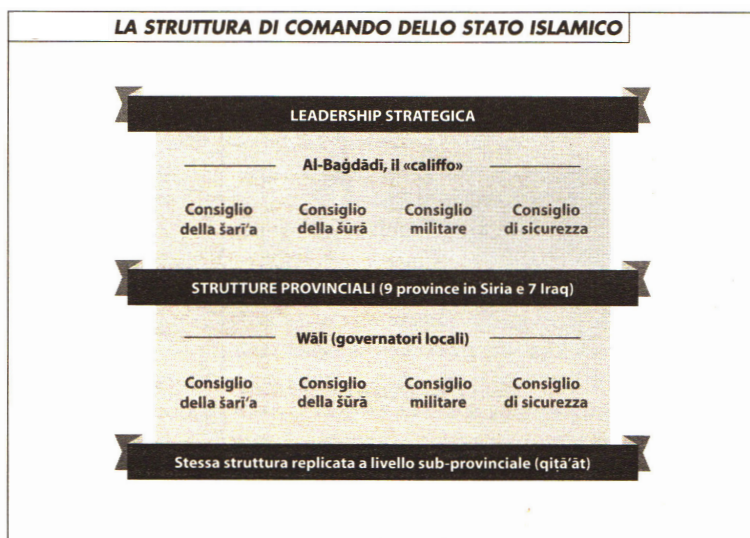 LA STRUTTURA DI COMANDO DELLO STATO ISLAMICO
LEADERSHIP STRATEGICA
Al-Baġdādī, il «califfo»
Consiglio della šarī‘a
Consiglio della šūrā
Consiglio militare
Consiglio di sicurezza
STRUTTURE PROVINCIALI (9 province in Siria e 7 Iraq)
Wālī (governatori locali)
Consiglio della šarī‘a
Consiglio della šūrā
Consiglio militare
Consiglio di sicurezza
Stessa struttura replicata a livello sub-provinciale (qiṭā‘āt)